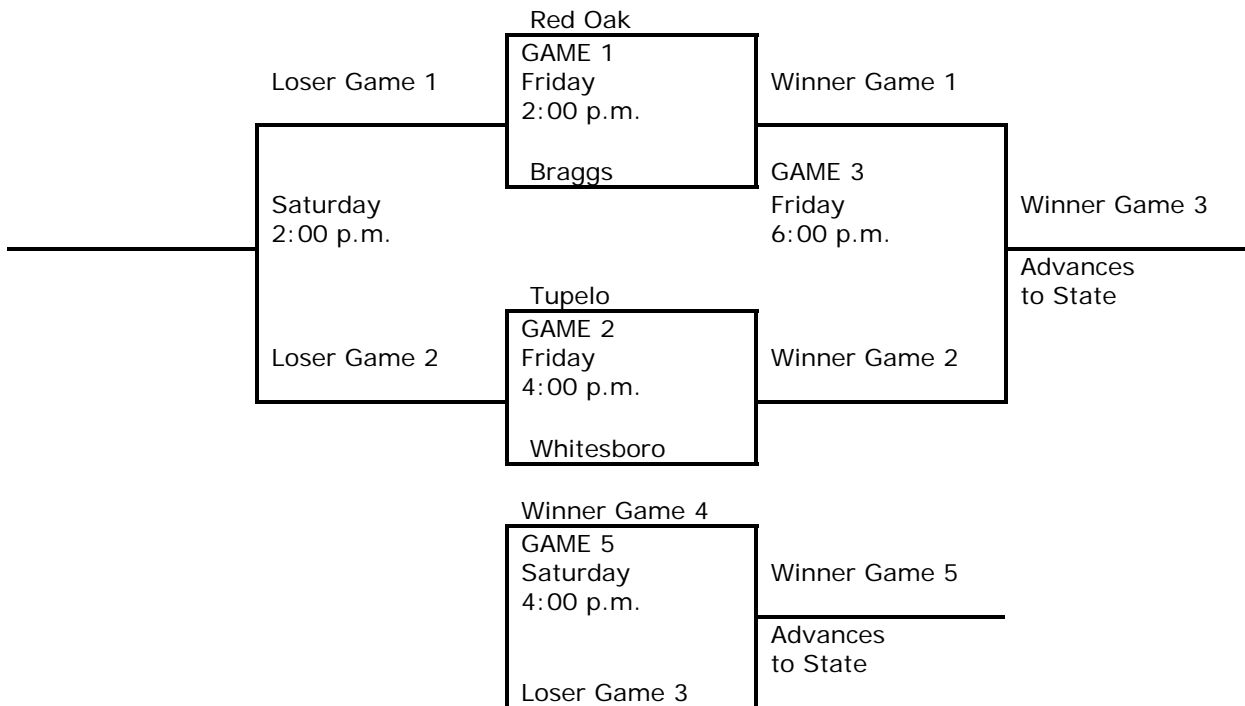 Red Oak
GAME 1
Loser Game 1
Friday
Winner Game 1
2:00 p.m.
Braggs
GAME 3
Saturday
Friday
Winner Game 3
2:00 p.m.
6:00 p.m.
Advances
Tupelo
to State
GAME 2
Loser Game 2
Friday
Winner Game 2
4:00 p.m.
Whitesboro
Winner Game 4
GAME 5
Saturday
Winner Game 5
4:00 p.m.
Advances
to State
Loser Game 3